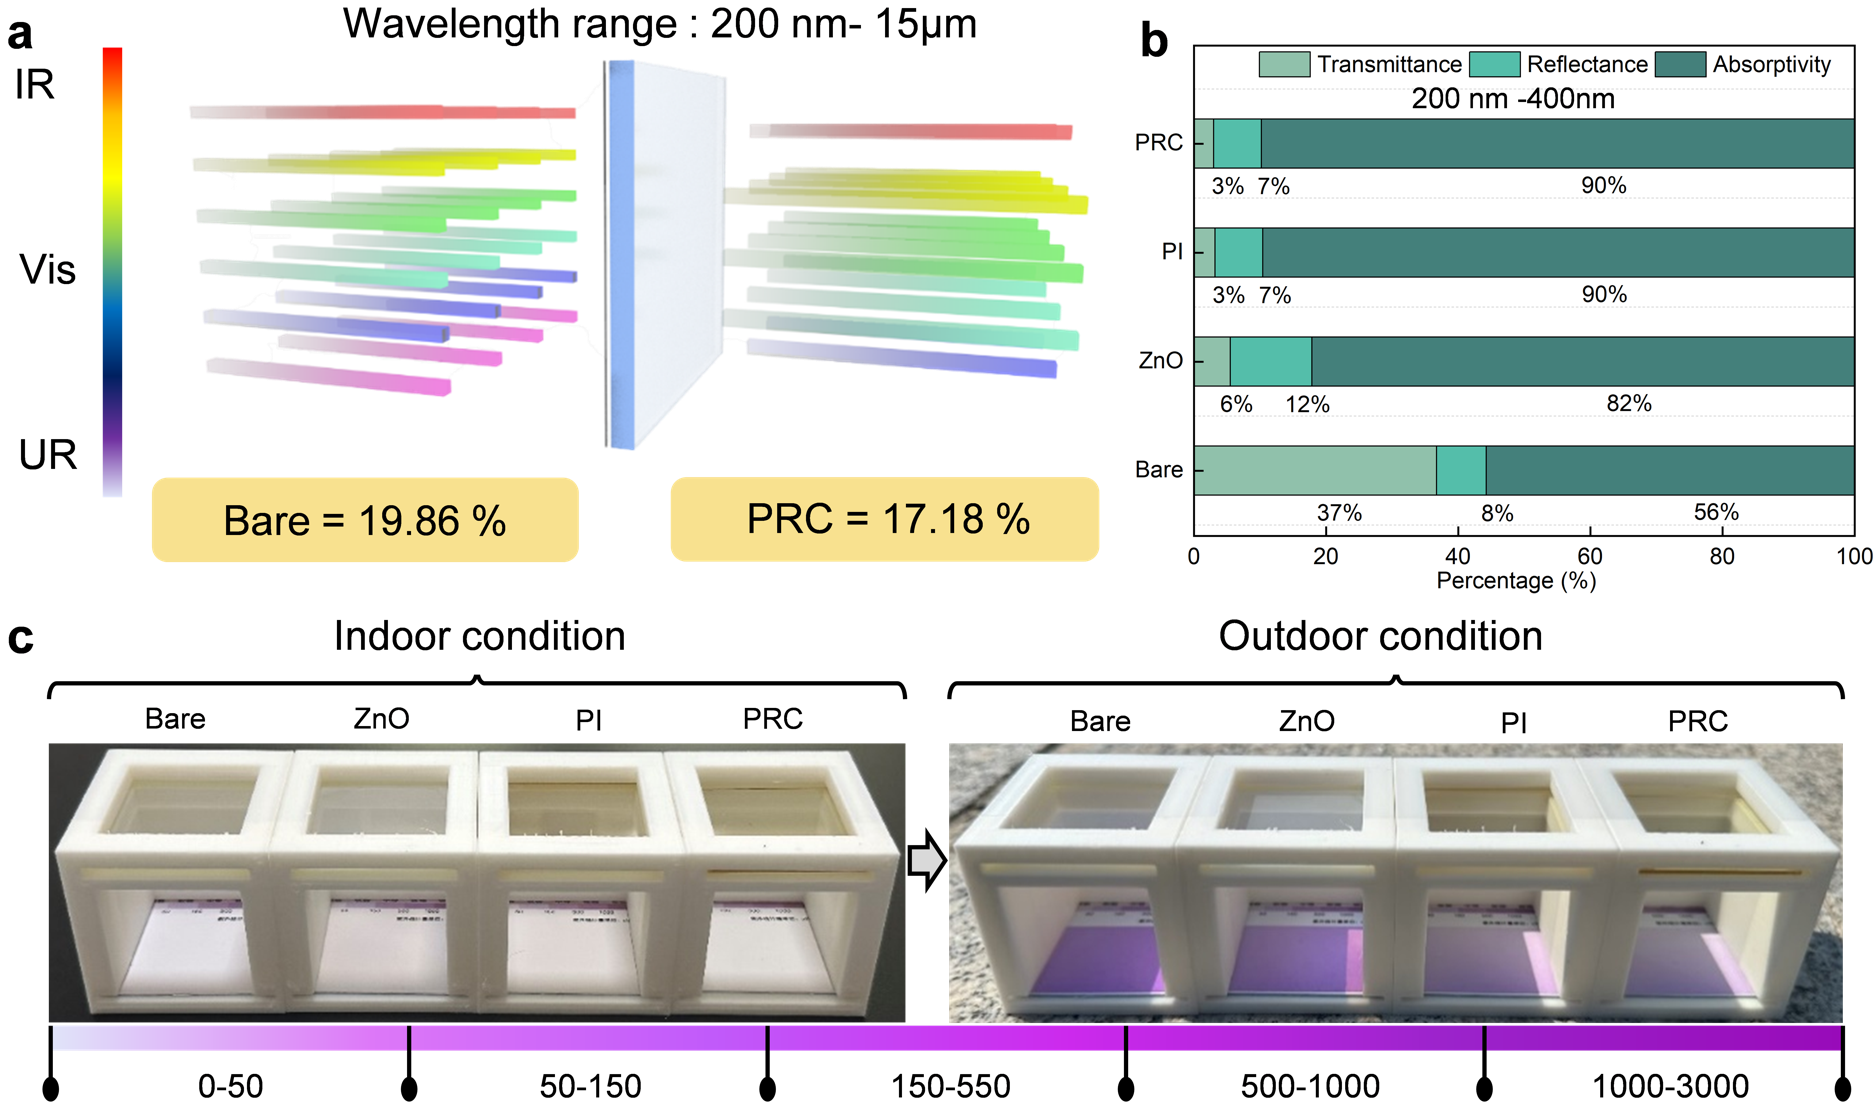 a
Wavelength range : 200 nm- 15μm
IR
Vis
UR
Bare = 19.86 %
PRC = 17.18 %
b
Transmittance Reflectance Absorptivity
200 nm -400nm
PRC
3% 7% 90%
PI
3% 7% 90%
ZnO
6% 12% 82%
Bare
37% 8% 56%
0 20 40 60 80 100
Percentage (%)
c
Indoor condition
Outdoor condition
Bare ZnO PI PRC
Bare ZnO PI PRC
0-50 50-150 150-550 500-1000 1000-3000